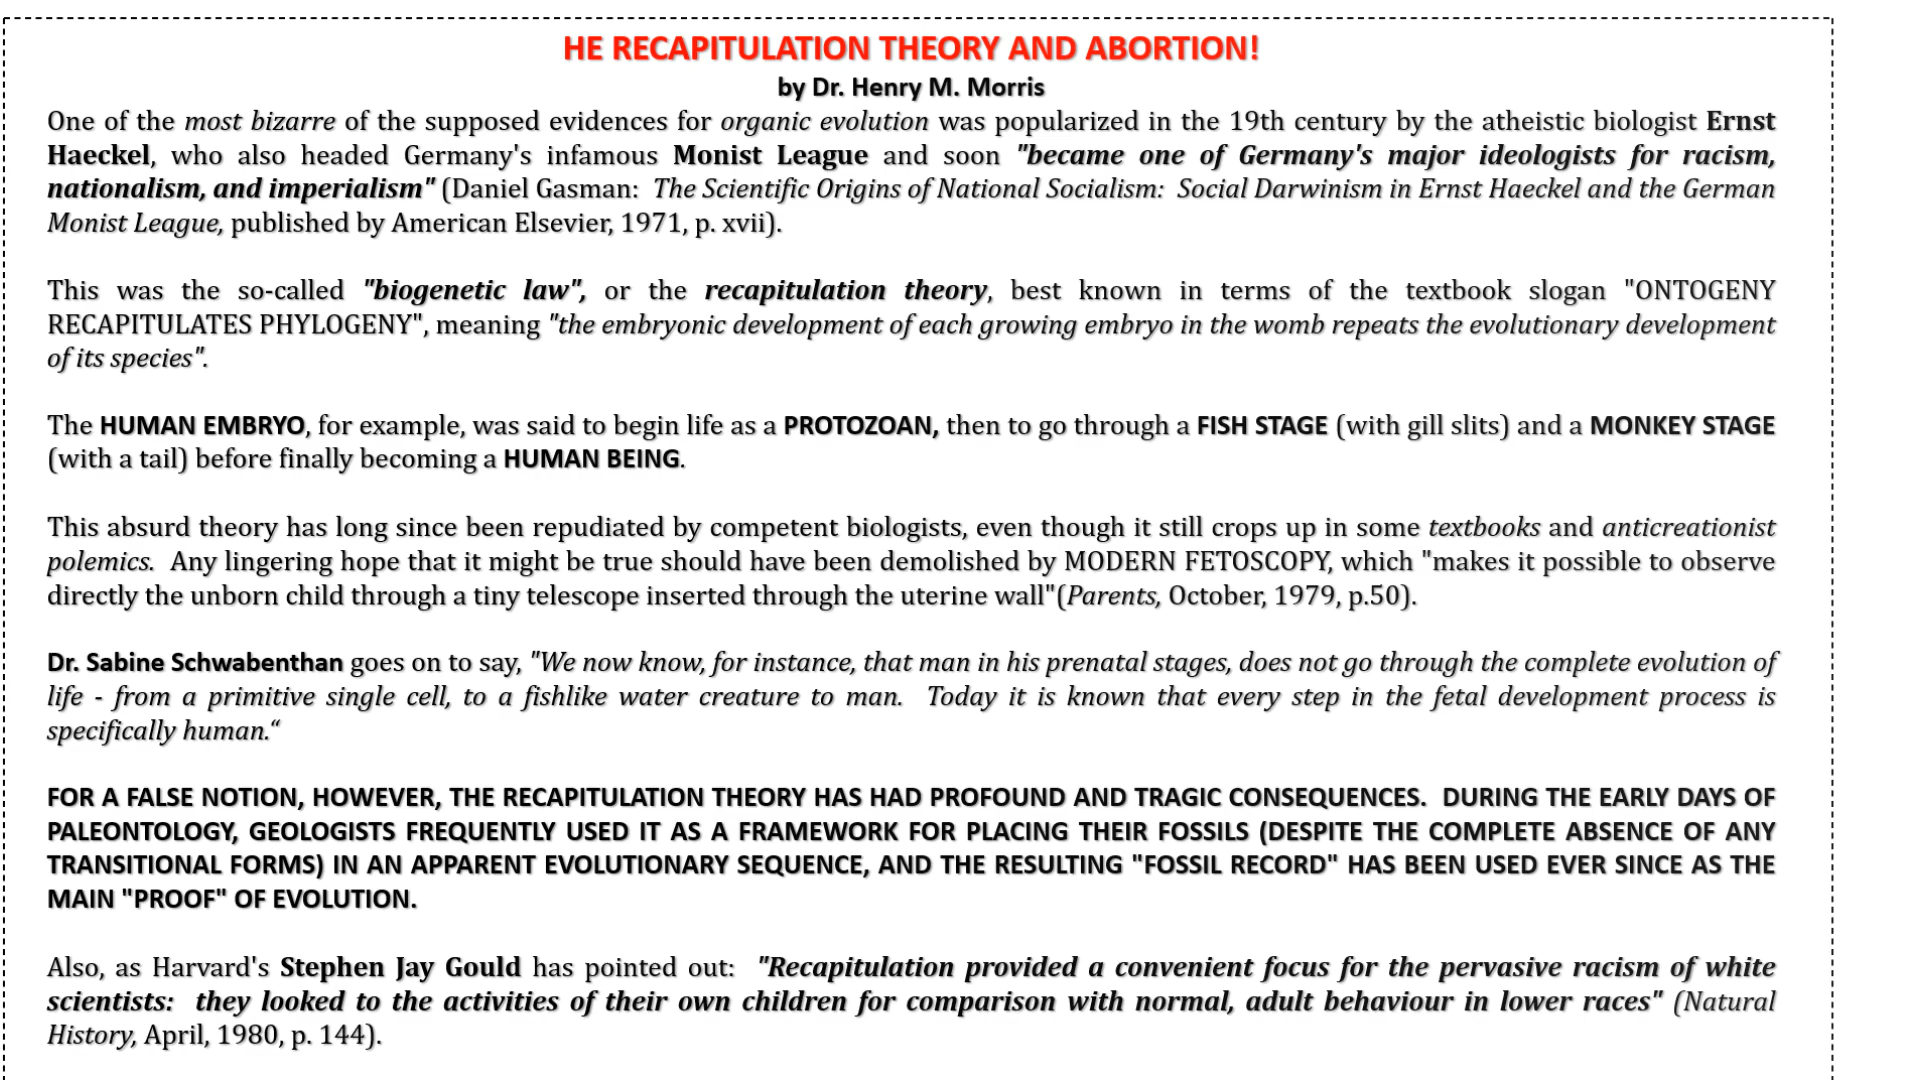 HE RECAPITULATION THEORY AND ABORTION!
by Dr. Henry M. Morris
One of the most bizarre of the supposed evidences for organic evolution was popularized in the 19th century by the atheistic biologist Ernst
Haeckel, who also headed Germany's infamous Monist League and soon "became one of Germany's major ideologists for racism,
nationalism, and imperialism" (Daniel Gasman:  The Scientific Origins of National Socialism:  Social Darwinism in Ernst Haeckel and the German
Monist League, published by American Elsevier, 1971, p. xvii).
This was the so-called "biogenetic law", or the recapitulation theory, best known in terms of the textbook slogan "ONTOGENY
RECAPITULATES PHYLOGENY", meaning "the embryonic development of each growing embryo in the womb repeats the evolutionary development
of its species".
The HUMAN EMBRYO, for example, was said to begin life as a PROTOZOAN, then to go through a FISH STAGE (with gill slits) and a MONKEY STAGE
(with a tail) before finally becoming a HUMAN BEING.
This absurd theory has long since been repudiated by competent biologists, even though it still crops up in some textbooks and anticreationist
polemics.  Any lingering hope that it might be true should have been demolished by MODERN FETOSCOPY, which "makes it possible to observe
directly the unborn child through a tiny telescope inserted through the uterine wall"(Parents, October, 1979, p.50).
Dr. Sabine Schwabenthan goes on to say, "We now know, for instance, that man in his prenatal stages, does not go through the complete evolution of
life - from a primitive single cell, to a fishlike water creature to man.  Today it is known that every step in the fetal development process is
specifically human.“
FOR A FALSE NOTION, HOWEVER, THE RECAPITULATION THEORY HAS HAD PROFOUND AND TRAGIC CONSEQUENCES.  DURING THE EARLY DAYS OF
PALEONTOLOGY, GEOLOGISTS FREQUENTLY USED IT AS A FRAMEWORK FOR PLACING THEIR FOSSILS (DESPITE THE COMPLETE ABSENCE OF ANY
TRANSITIONAL FORMS) IN AN APPARENT EVOLUTIONARY SEQUENCE, AND THE RESULTING "FOSSIL RECORD" HAS BEEN USED EVER SINCE AS THE
MAIN "PROOF" OF EVOLUTION.
Also, as Harvard's Stephen Jay Gould has pointed out:  "Recapitulation provided a convenient focus for the pervasive racism of white
scientists:  they looked to the activities of their own children for comparison with normal, adult behaviour in lower races" (Natural
History, April, 1980, p. 144).